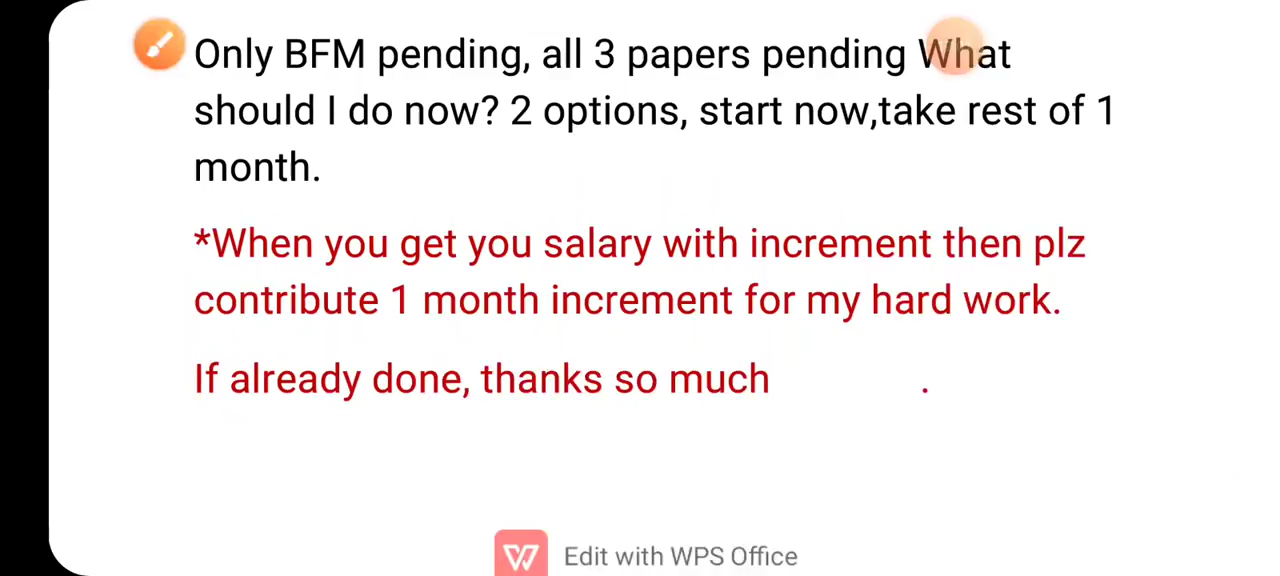 Only BFM pending, all 3 papers pending What
should I do now? 2 options, start now,take rest of 1
month.
*When you get you salary with increment then plz
contribute 1 month increment for my hard work.
If already done, thanks so much .
Edit with WPS Office